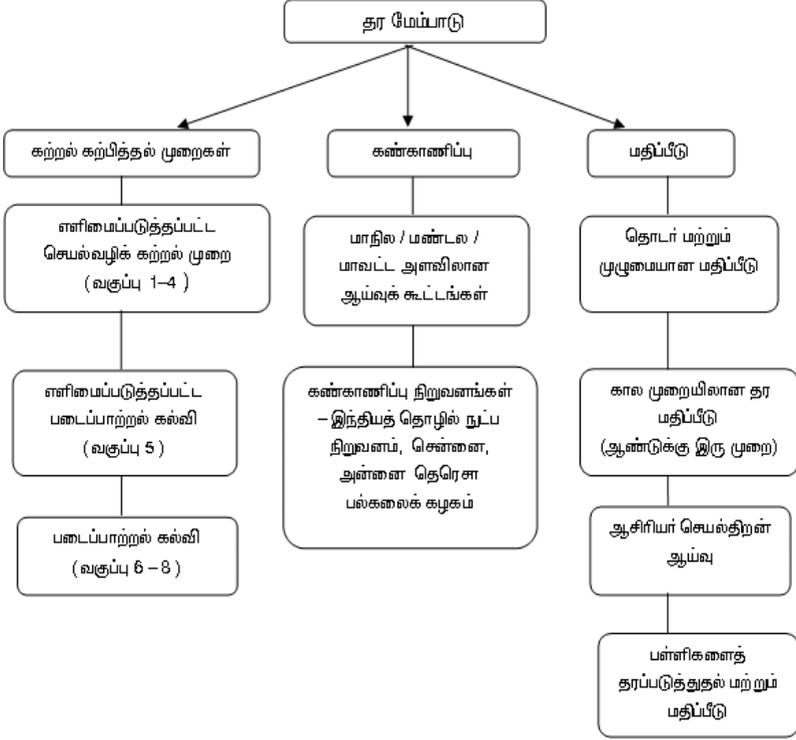 தர மேம்பாடு
கற்றல் கற்பித்தல் முறைகள்
எளிமைப்படுத்தப்பட்ட
செயல்வழிக் கற்றல் முறை
( வகுப்பு 1–4 )
எளிமைப்படுத்தப்பட்ட
படைப்பாற்றல் கல்வி
( வகுப்பு 5 )
படைப்பாற்றல் கல்வி
( வகுப்பு 6 – 8 )
கண்காணிப்பு
மாநில / மண்டல /
மாவட்ட அளவிலான
ஆய்வுக் கூட்டங்கள்
கண்காணிப்பு நிறுவனங்கள்
– இந்தியத் தொழில் நுட்ப
நிறுவனம், சென்னை,
அன்னை தெரெசா
பல்கலைக் கழகம்
மதிப்பீடு
தொடர் மற்றும்
முழுமையான மதிப்பீடு
கால முறையிலான தர
மதிப்பீடு
(ஆண்டுக்கு இரு முறை)
ஆசிரியர் செயல்திறன்
ஆய்வு
பள்ளிகளைத்
தரப்படுத்துதல் மற்றும்
மதிப்பீடு